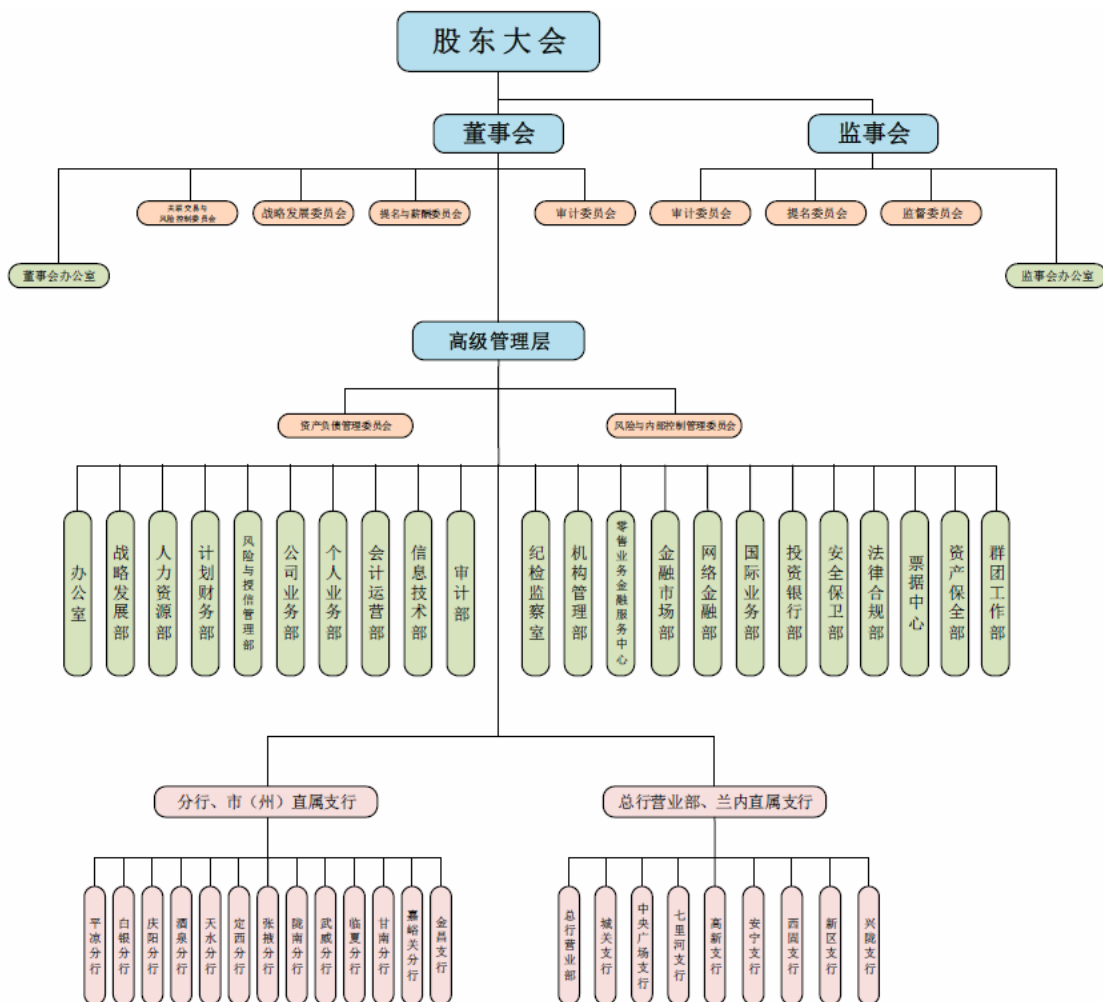 股东大会
董事会
监事会
关联交易与
风险控制委员会
战略发展委员会
提名与薪酬委员会
审计委员会
审计委员会
提名委员会
监督委员会
董事会办公室
监事会办公室
高级管理层
资产负债管理委员会
风险与内部控制管理委员会
办公室
战略发展部
人力资源部
计划财务部
风险与授信管理部
公司业务部
个人业务部
会计运营部
信息技术部
审计部
纪检监察室
机构管理部
零售业务金融服务中心
金融市场部
网络金融部
国际业务部
投资银行部
安全保卫部
法律合规部
票据中心
资产保全部
群团工作部
分行、市（州）直属支行
总行营业部、兰内直属支行
平凉分行
白银分行
庆阳分行
酒泉分行
天水分行
定西分行
张掖分行
陇南分行
武威分行
临夏分行
甘南分行
嘉峪关分行
金昌支行
总行营业部
城关支行
中央广场支行
七里河支行
高新支行
安宁支行
西固支行
新区支行
兴陇支行